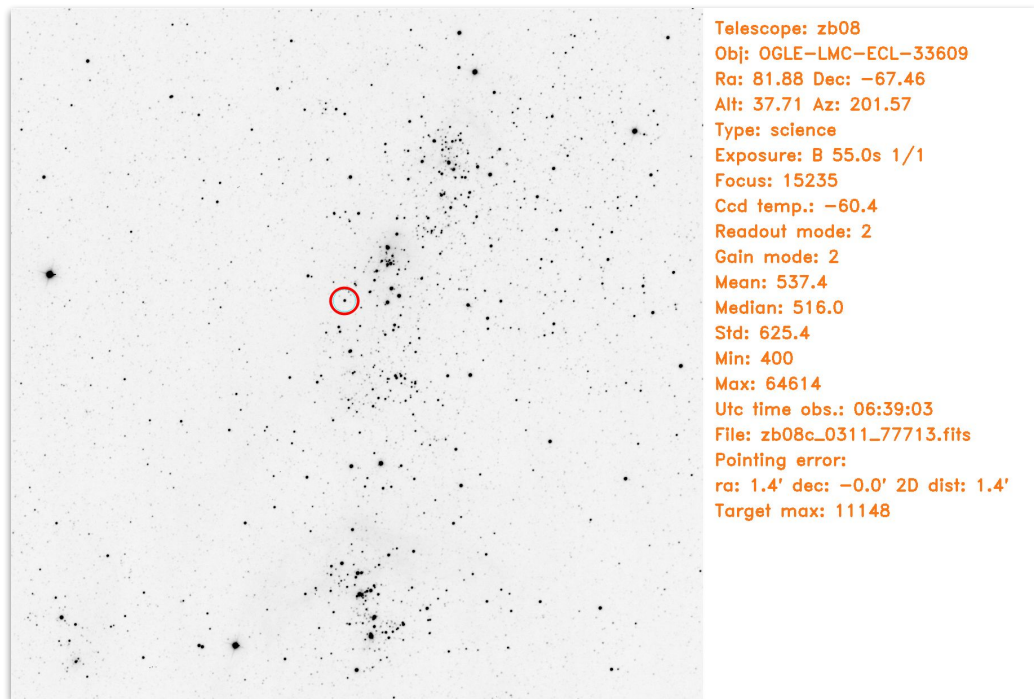 Telescope: zb08
Obj: OGLE-LMC-ECL-33609
Ra: 81.88 Dec: -67.46
Alt: 37.71 Az: 201.57
Type: science
Exposure: B 55.0s 1/1
Focus: 15235
Ccd temp.: -60.4
Readout mode: 2
Gain mode: 2
Mean: 537.4
Median: 516.0
Std: 625.4
Min: 400
Max: 64614
Utc time obs.: 06:39:03
File: zb08c_0311_77713.fits
Pointing error:
ra: 1.4' dec: -0.0' 2D dist: 1.4'
Target max: 11148